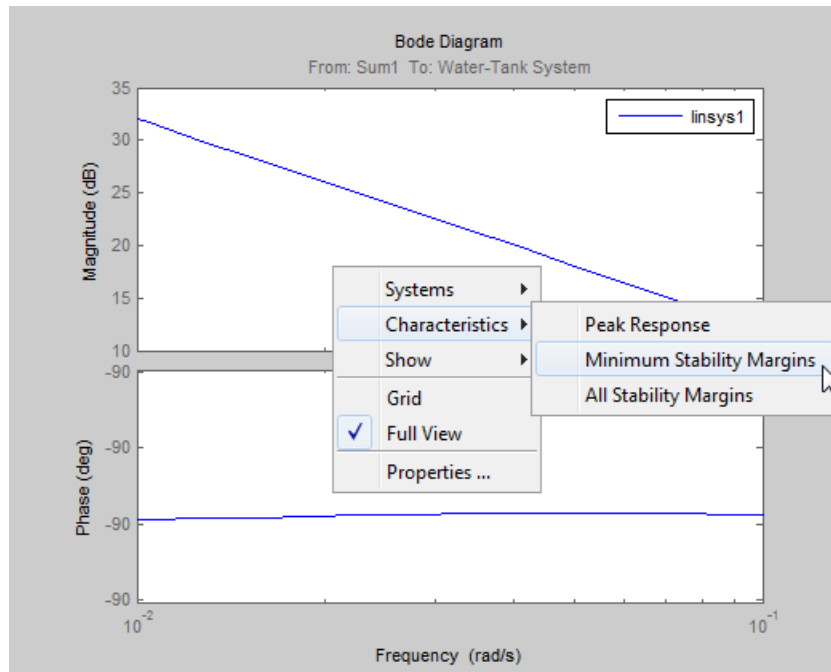 Bode Diagram
From: Sum1 To: Water-Tank System
35
30
25
20
15
10
Magnitude (dB)
linsys1
Systems
Characteristics
Show
Grid
Full View
Properties ...
Peak Response
Minimum Stability Margins
All Stability Margins
-90
-90
-90
-90
Phase (deg)
10^-2
10^-1
Frequency (rad/s)